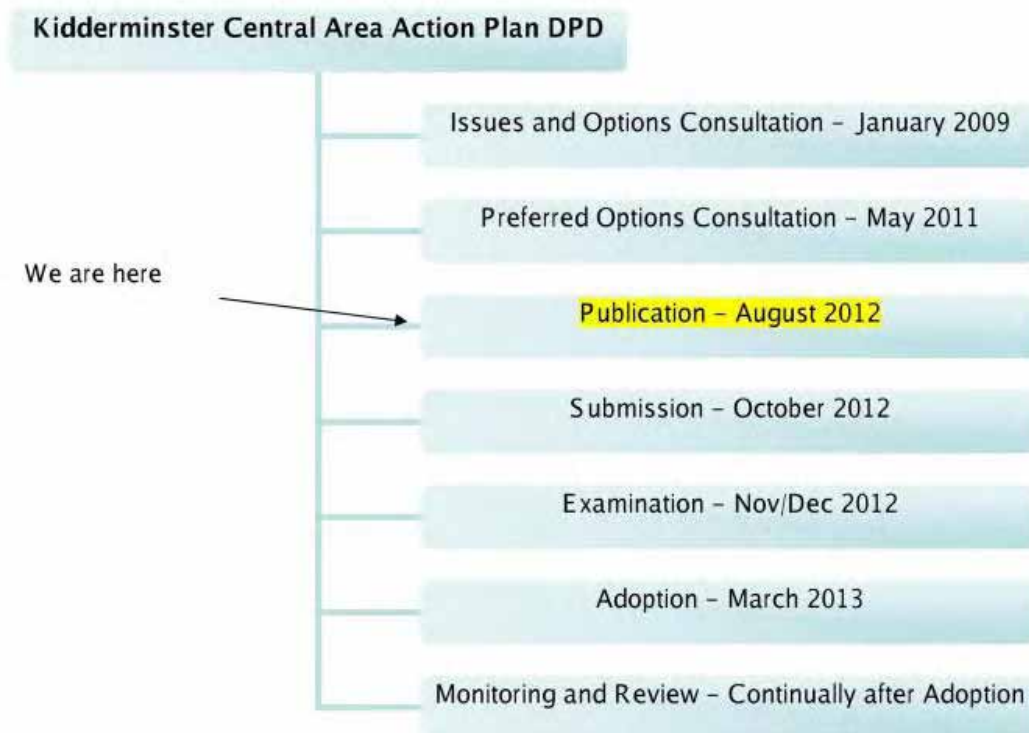 Kidderminster Central Area Action Plan DPD
Issues and Options Consultation – January 2009
Preferred Options Consultation – May 2011
We are here
Publication – August 2012
Submission – October 2012
Examination – Nov/Dec 2012
Adoption – March 2013
Monitoring and Review – Continually after Adoption